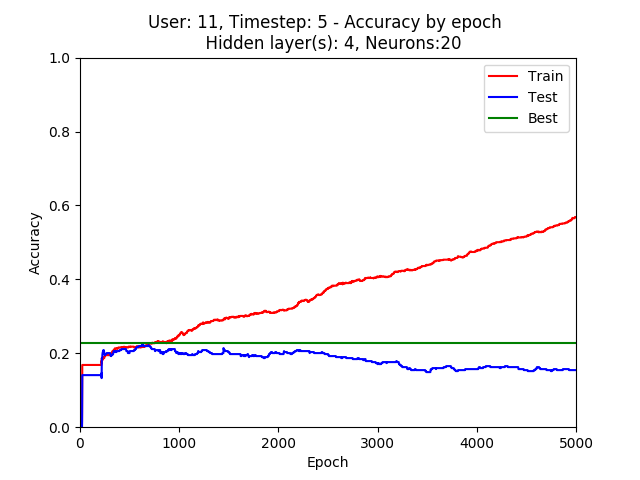 User: 11, Timestep: 5 - Accuracy by epoch
Hidden layer(s): 4, Neurons:20
1.0
0.8
0.6
0.4
0.2
0.0
Accuracy
Train
Test
Best
0 1000 2000 3000 4000 5000
Epoch